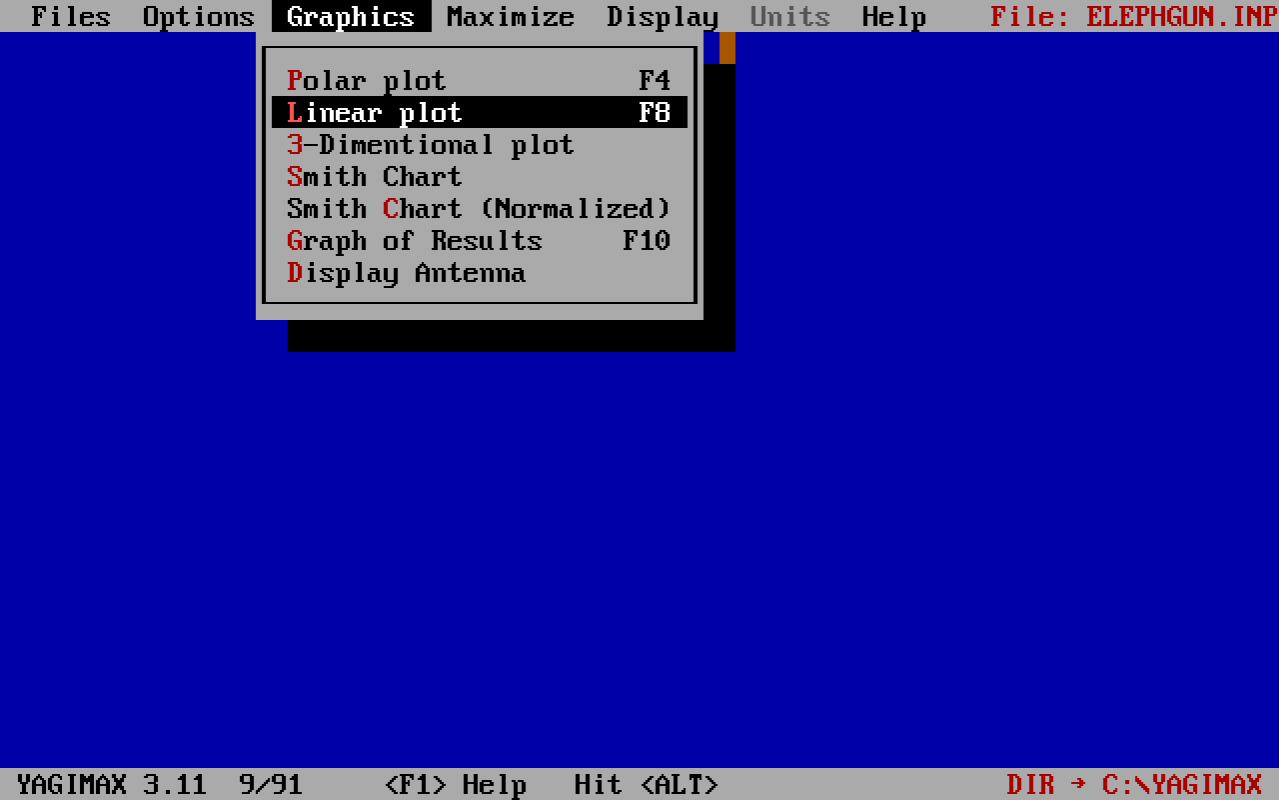 Files Options Graphics Maximize Display Units Help File: ELEPHGUN.INP
Polar plot F4
Linear plot F8
3-Dimentional plot
Smith Chart
Smith Chart (Normalized)
Graph of Results F10
Display Antenna
YAGIMAX 3.11 9/91 <F1> Help Hit <ALT> DIR → C:\YAGIMAX